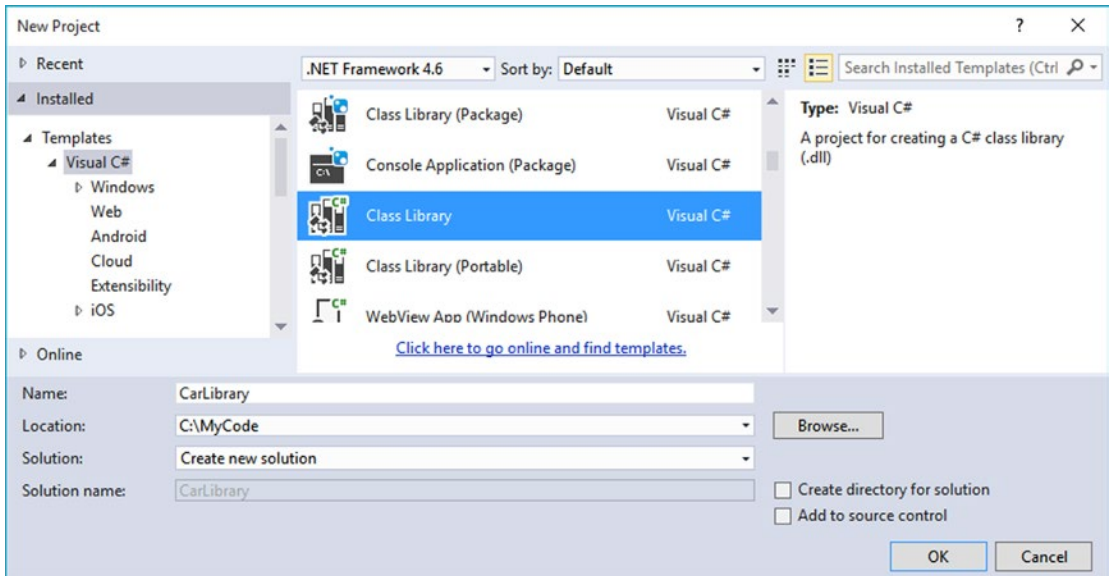 New Project
?
Recent
Installed
Templates
Visual C#
Windows
Web
Android
Cloud
Extensibility
iOS
Online
.NET Framework 4.6
Sort by: Default
Search Installed Templates (Ctrl
Class Library (Package) Visual C#
Console Application (Package) Visual C#
Class Library Visual C#
Class Library (Portable) Visual C#
WebView App (Windows Phone) Visual C#
Click here to go online and find templates.
Type: Visual C#
A project for creating a C# class library
(.dll)
Name: CarLibrary
Location: C:\MyCode
Browse...
Solution: Create new solution
Solution name: CarLibrary
Create directory for solution
Add to source control
OK Cancel